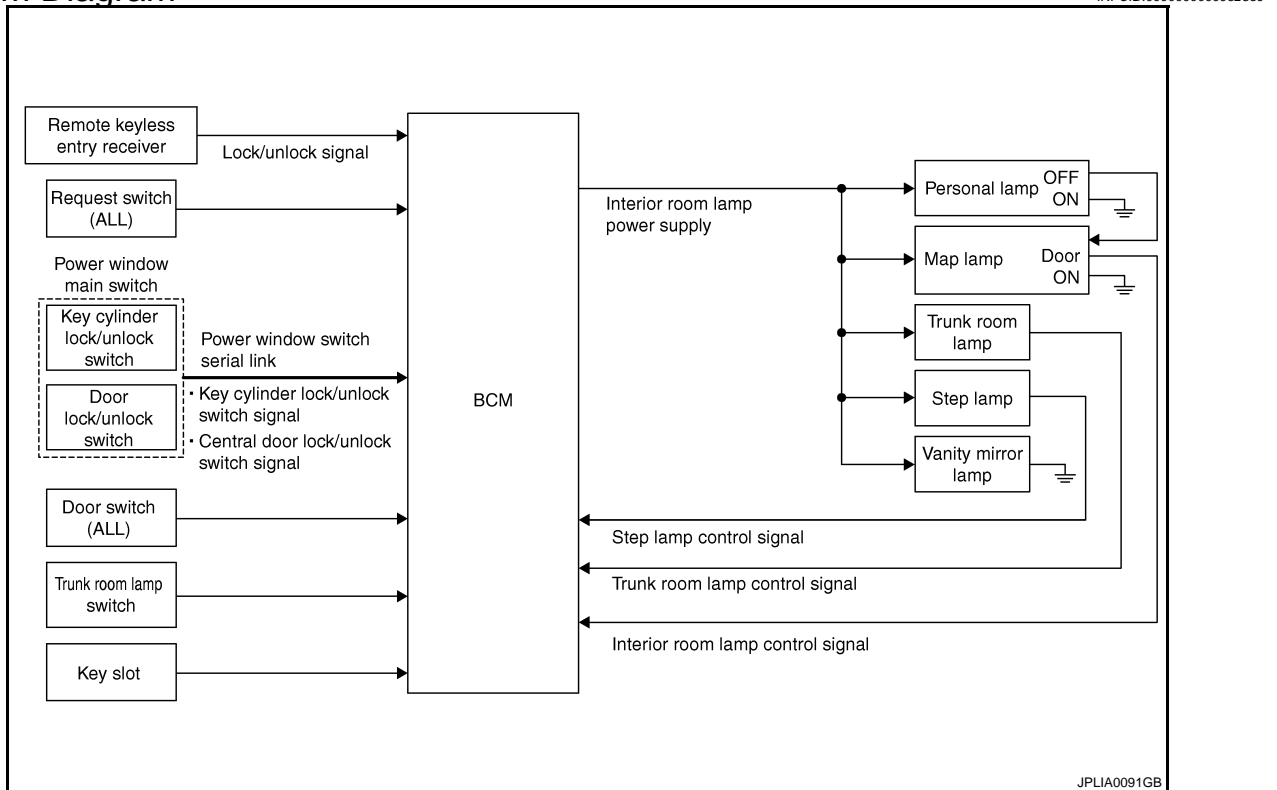 Diagram
Remote keyless
entry receiver
Lock/unlock signal
Request switch
(ALL)
Power window
main switch
Key cylinder
lock/unlock
switch
Door
lock/unlock
switch
Power window switch
serial link
· Key cylinder lock/unlock
switch signal
· Central door lock/unlock
switch signal
Door switch
(ALL)
Trunk room lamp
switch
Key slot
BCM
Interior room lamp
power supply
Personal lamp
OFF
ON
Map lamp
Door
ON
Trunk room
lamp
Step lamp
Vanity mirror
lamp
Step lamp control signal
Trunk room lamp control signal
Interior room lamp control signal
JPLIA0091GB